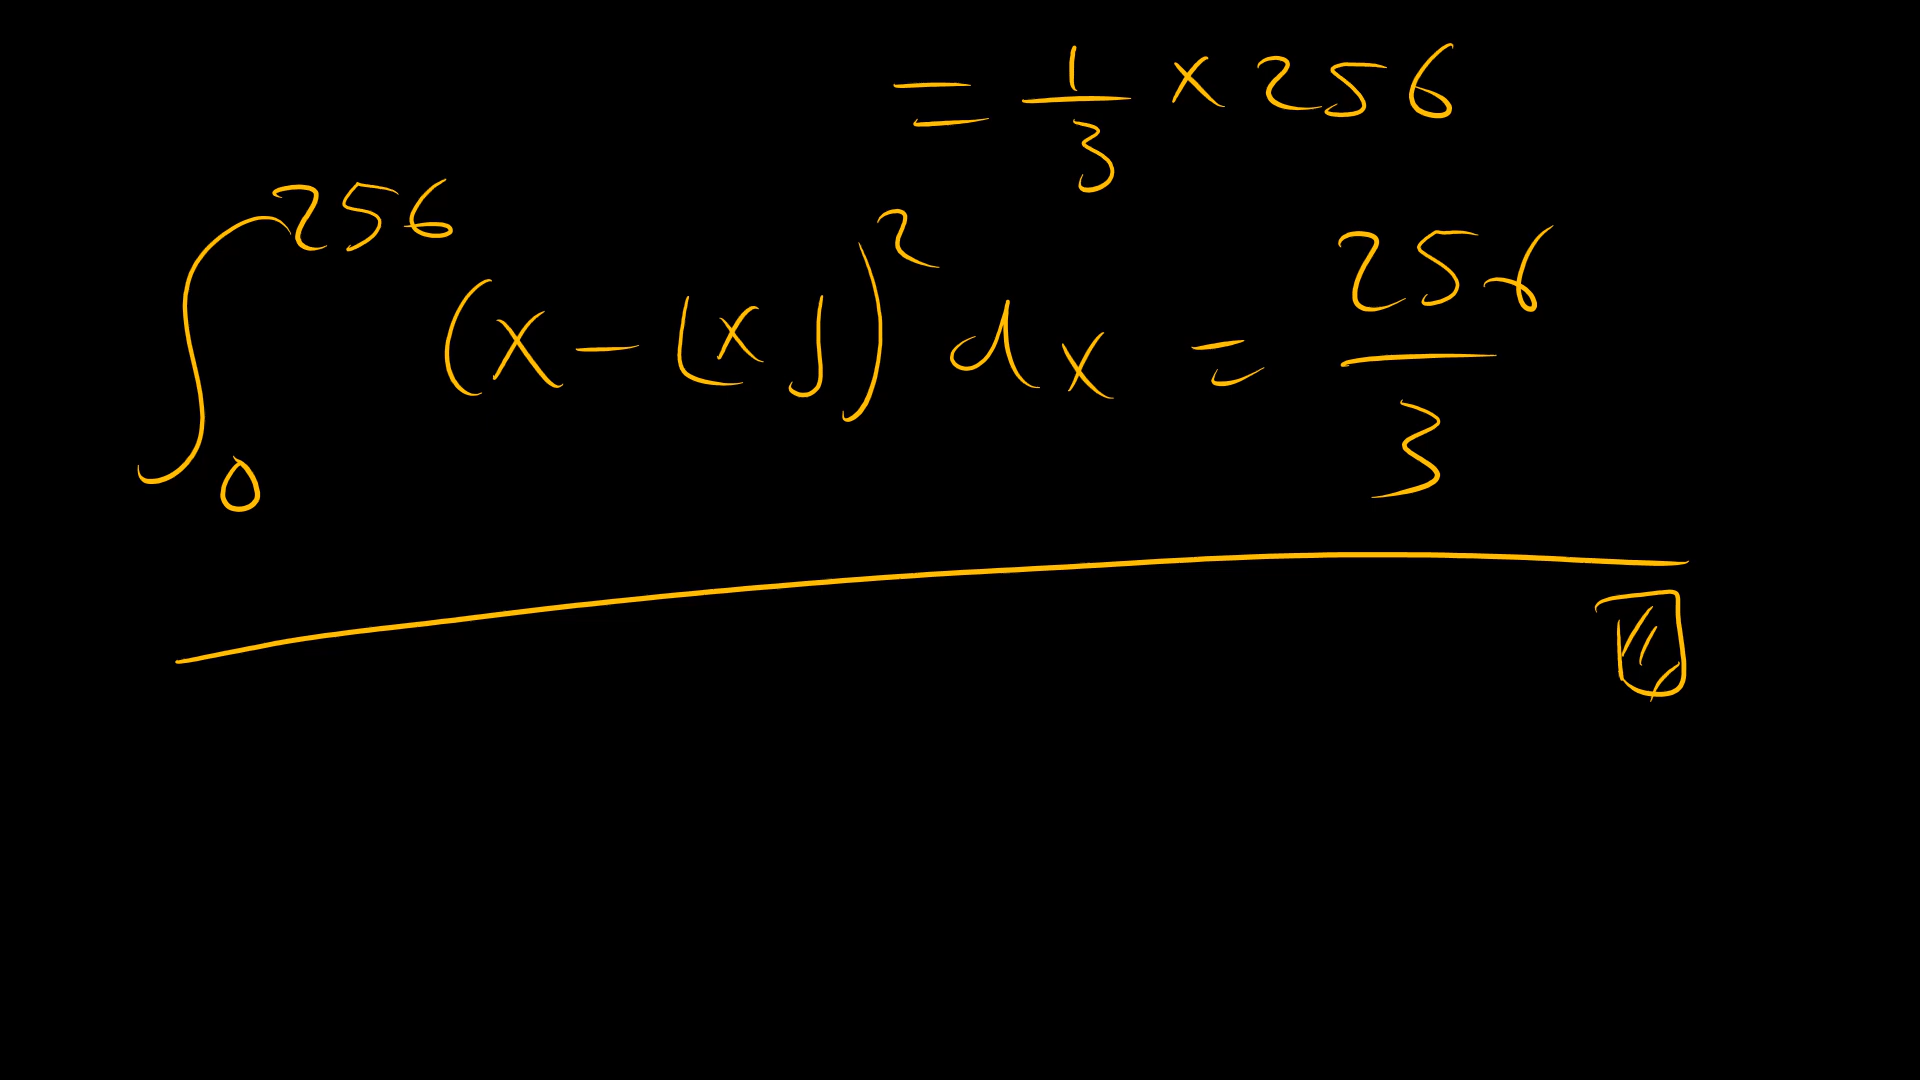 = 1/3 × 256
∫₀²⁵⁶ (x − ⌊x⌋)² dx = 256/3